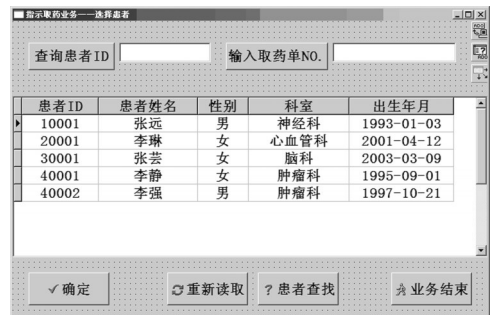 指示取药业务——选择患者
查询患者ID 输入取药单NO.
患者ID 患者姓名 性别 科室 出生年月
10001 张远 男 神经科 1993-01-03
20001 李琳 女 心血管科 2001-04-12
30001 张芸 女 脑科 2003-03-09
40001 李静 女 肿瘤科 1995-09-01
40002 李强 男 肿瘤科 1997-10-21
确定 重新读取 ? 患者查找 业务结束